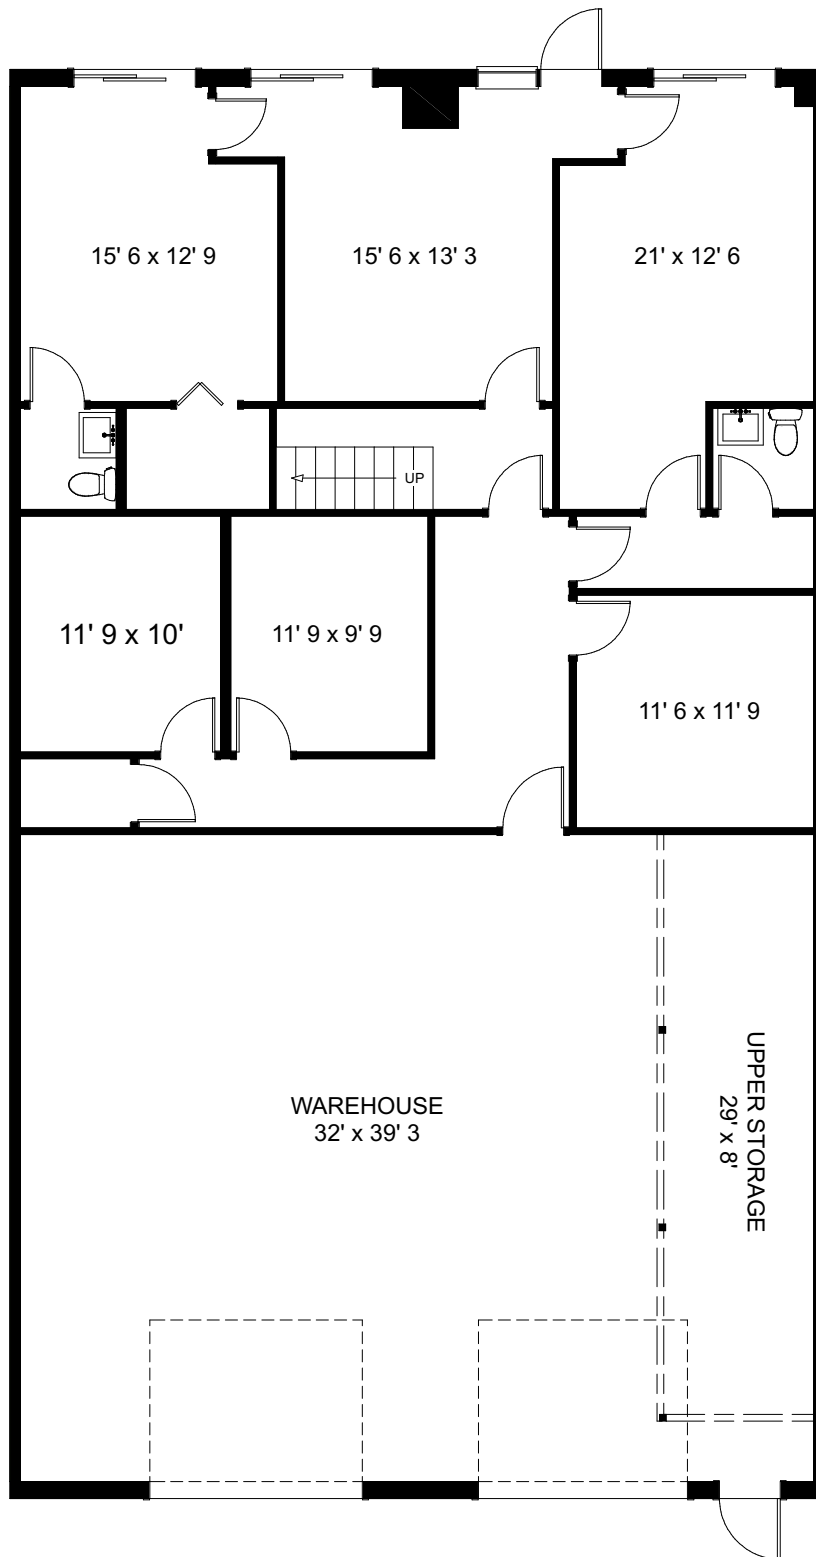 15' 6 x 12' 9
15' 6 x 13' 3
21' x 12' 6
UP
11' 9 x 10'
11' 9 x 9' 9
11' 6 x 11' 9
WAREHOUSE
32' x 39' 3
UPPER STORAGE
29' x 8'